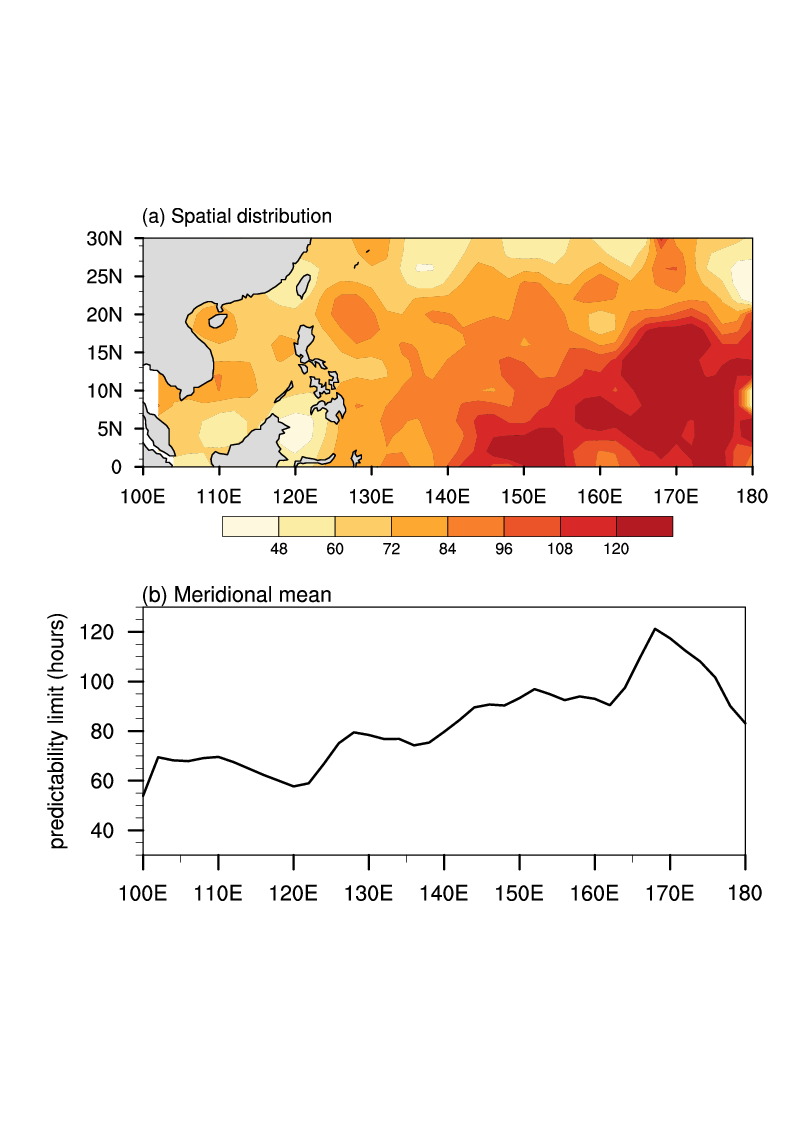 (a) Spatial distribution
30N
25N
20N
15N
10N
5N
0
100E 110E 120E 130E 140E 150E 160E 170E 180
48 60 72 84 96 108 120
(b) Meridional mean
predictability limit (hours)
120
100
80
60
40
100E 110E 120E 130E 140E 150E 160E 170E 180